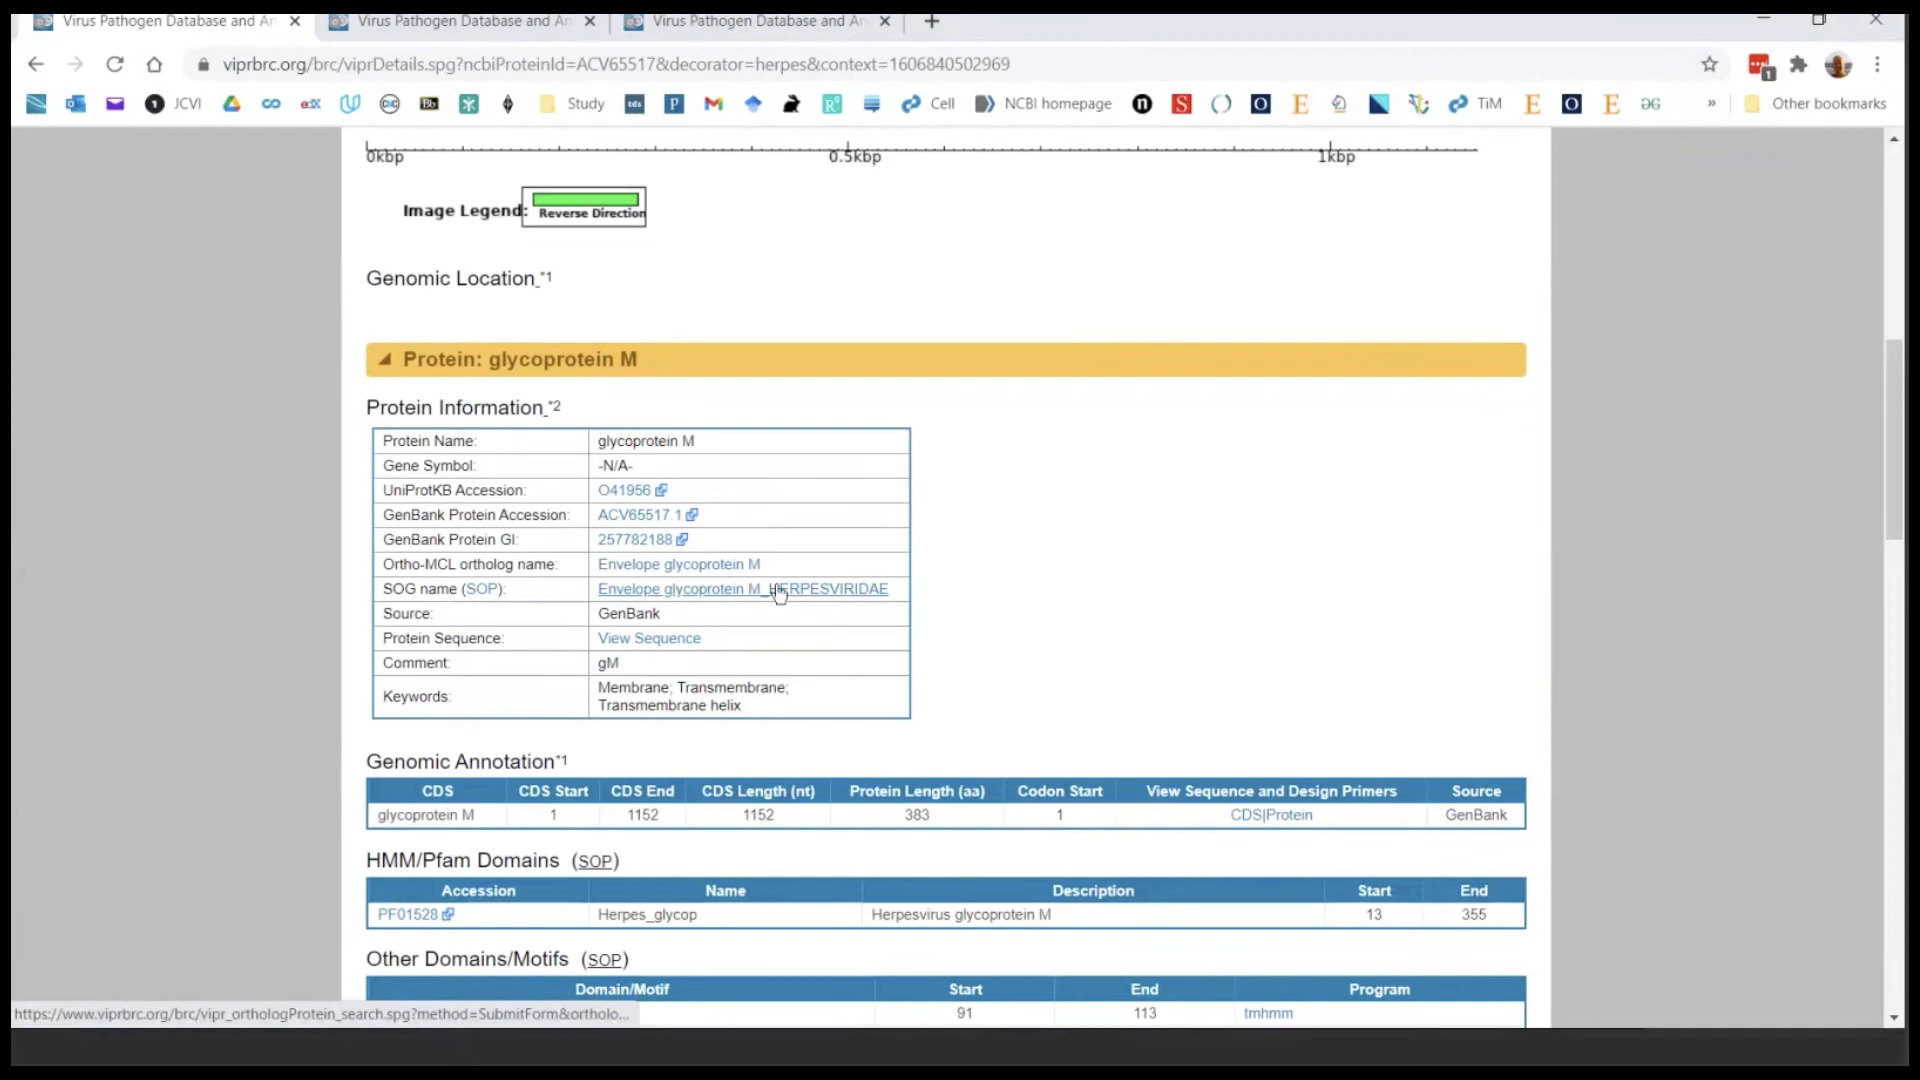 Virus Pathogen Database and An
Virus Pathogen Database and An
Virus Pathogen Database and An
viprbrc.org/brc/viprDetails.spg?ncbiProteinId=ACV65517&decorator=herpes&context=1606840502969
1
JCVI
Study
tds
P
Cell
NCBI homepage
TiM
»
Other bookmarks
0kbp 0.5kbp 1kbp
Image Legend: Reverse Direction
Genomic Location *1
Protein: glycoprotein M
Protein Information *2
Protein Name: glycoprotein M
Gene Symbol: -N/A-
UniProtKB Accession: O41956
GenBank Protein Accession: ACV65517.1
GenBank Protein GI: 257782188
Ortho-MCL ortholog name: Envelope glycoprotein M
SOG name (SOP): Envelope glycoprotein M_HERPESVIRIDAE
Source: GenBank
Protein Sequence: View Sequence
Comment: gM
Keywords: Membrane; Transmembrane;
Transmembrane helix
Genomic Annotation*1
CDS CDS Start CDS End CDS Length (nt) Protein Length (aa) Codon Start View Sequence and Design Primers Source
glycoprotein M 1 1152 1152 383 1 CDS|Protein GenBank
HMM/Pfam Domains (SOP)
Accession Name Description Start End
PF01528 Herpes_glycop Herpesvirus glycoprotein M 13 355
Other Domains/Motifs (SOP)
Domain/Motif Start End Program
91 113 tmhmm
https://www.viprbrc.org/brc/vipr_orthologProtein_search.spg?method=SubmitForm&ortholo...